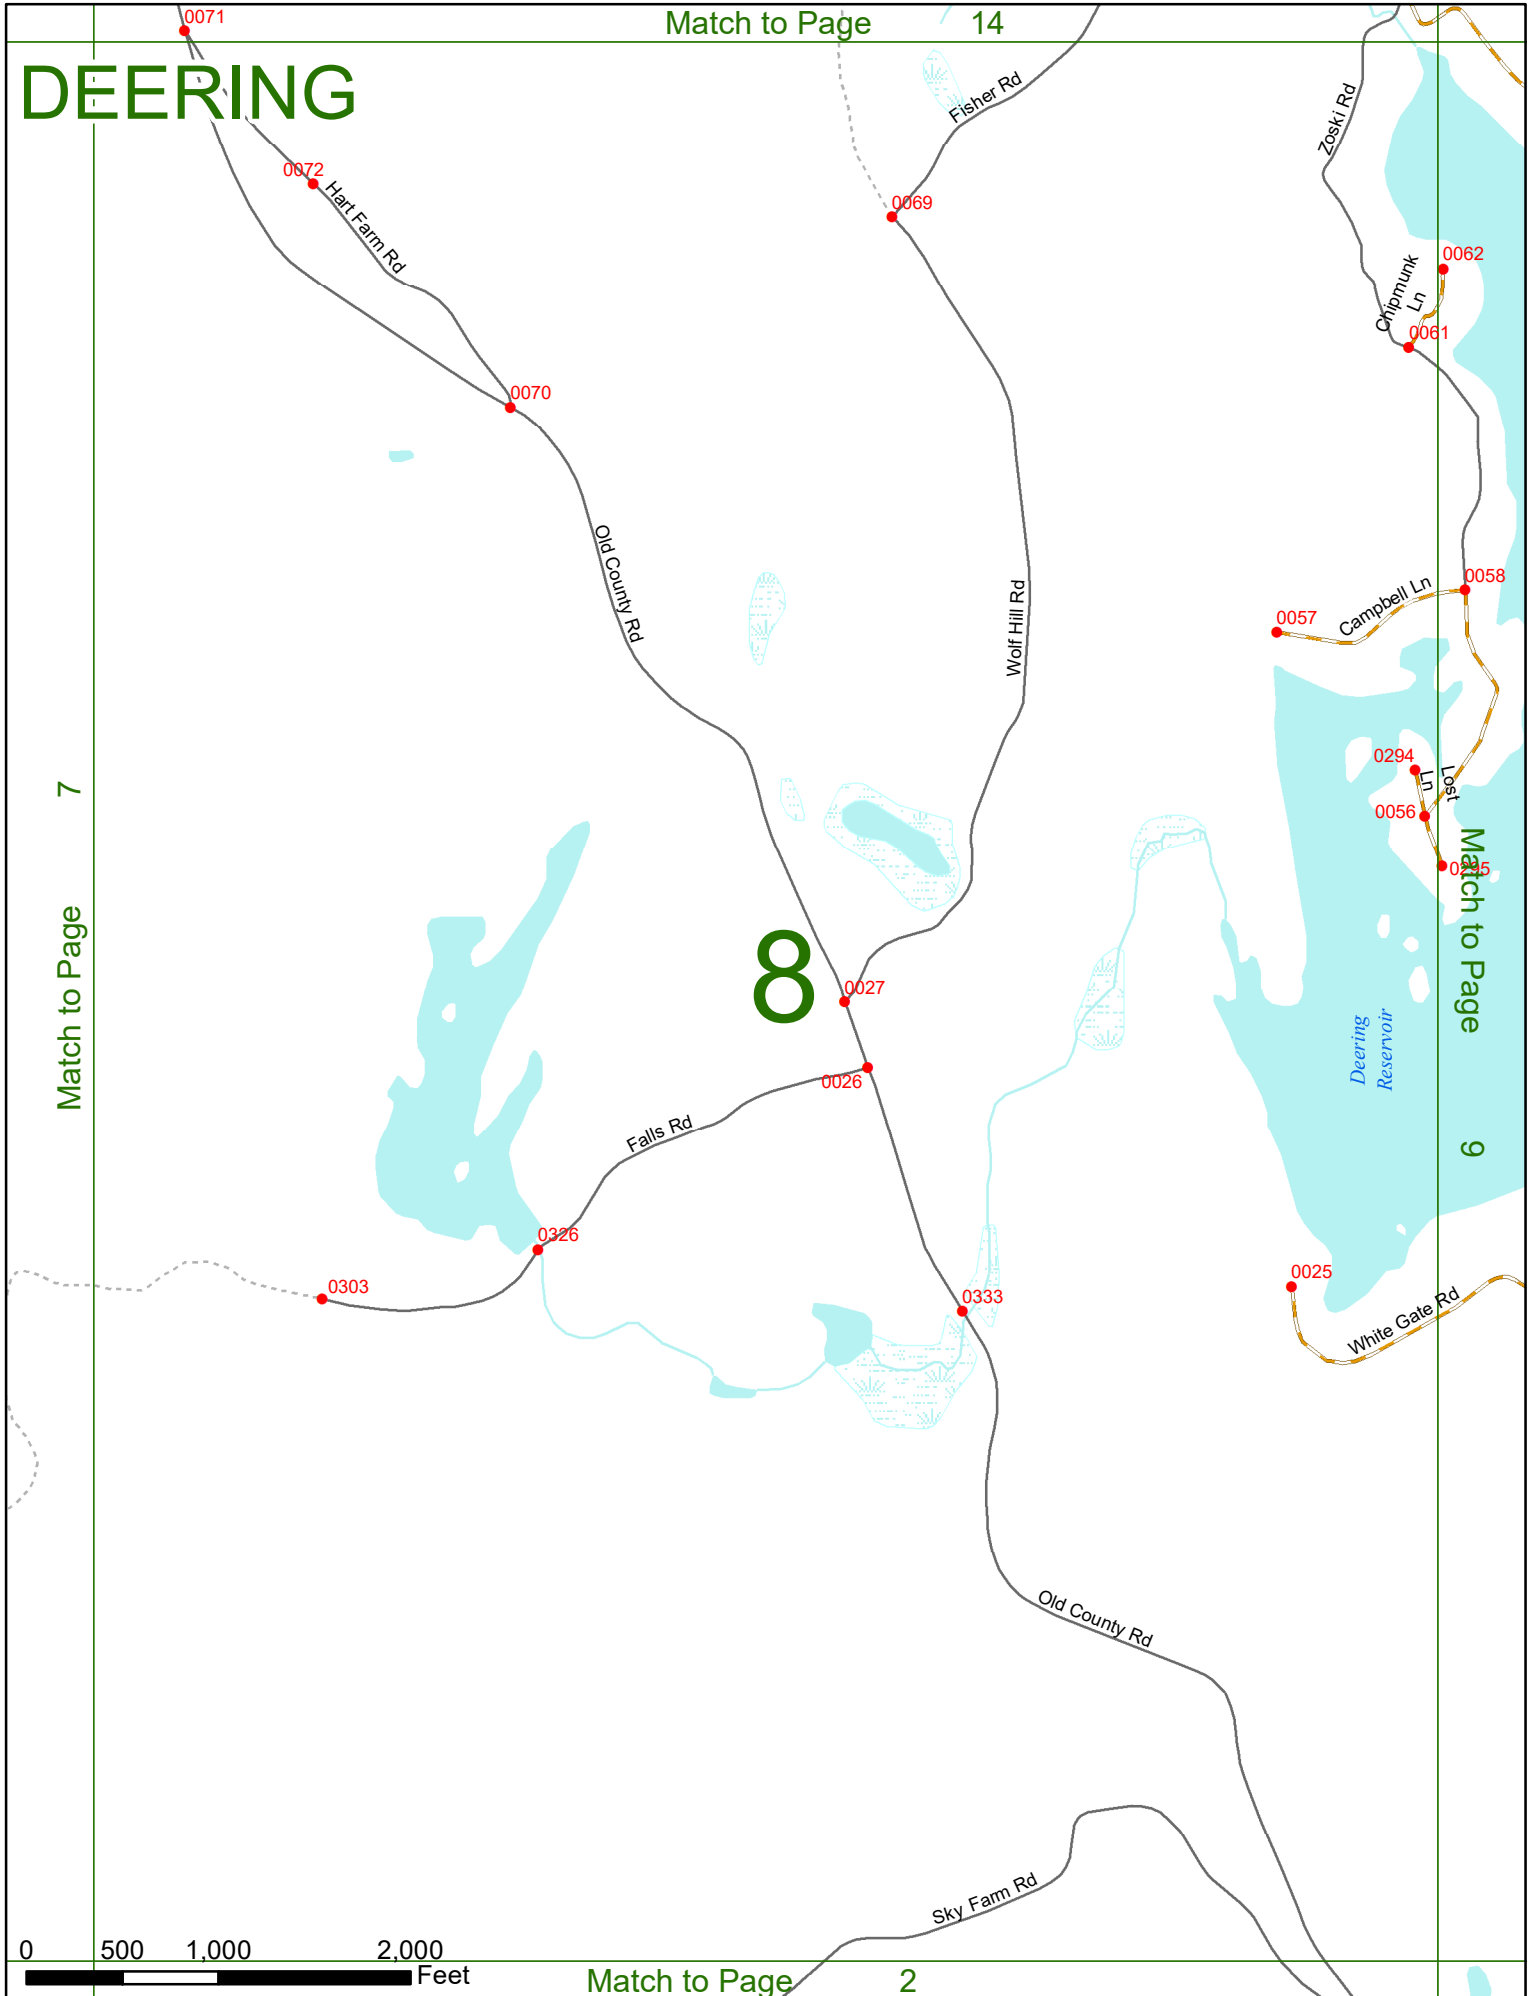 Match to Page 14
DEERING
0071
Fisher Rd
Zoski Rd
0072
Hart Farm Rd
0069
0062
Chipmunk
Ln
0061
0070
Old County Rd
Wolf Hill Rd
0058
Campbell Ln
0057
0294
Lost
Ln
0056
0295
Match to Page 7
Match to Page 9
8
0027
0026
Deering
Reservoir
Falls Rd
0326
0303
0333
0025
White Gate Rd
Old County Rd
Sky Farm Rd
0 500 1,000 2,000
Feet
Match to Page 2